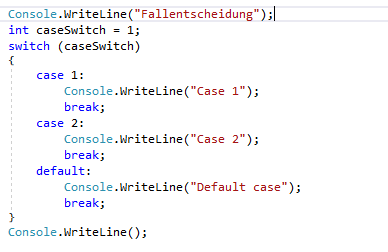 Console.WriteLine("Fallentscheidung");
int caseSwitch = 1;
switch (caseSwitch)
{
    case 1:
        Console.WriteLine("Case 1");
        break;
    case 2:
        Console.WriteLine("Case 2");
        break;
    default:
        Console.WriteLine("Default case");
        break;
}
Console.WriteLine();